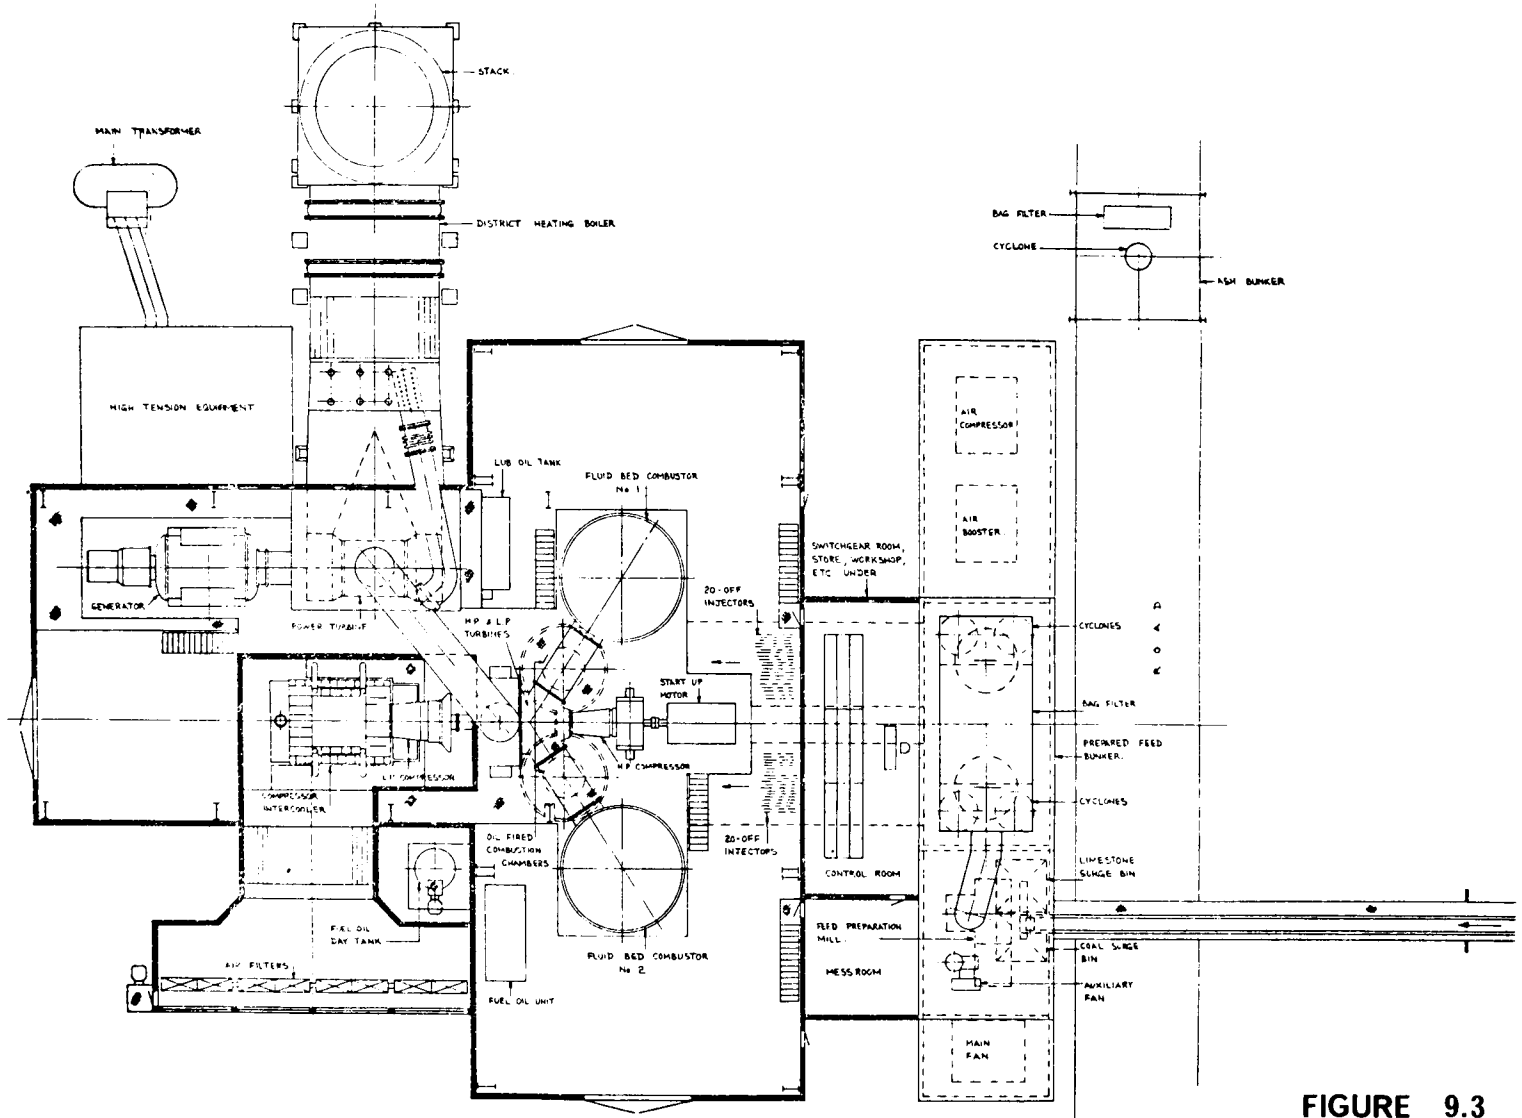 STACK.
MAIN TRANSFORMER
DISTRICT HEATING BOILER
BAG FILTER
CYCLONE
ASH BUNKER
HIGH TENSION EQUIPMENT
AIR
COMPRESSOR
LUB OIL TANK
FLUID BED COMBUSTOR
No 1
AIR
BOOSTER.
SWITCHGEAR ROOM,
STORE, WORKSHOP,
ETC UNDER
20-OFF
INJECTORS
GENERATOR
POWER TURBINE
H.P. & L.P.
TURBINES
CYCLONES
ROAD
START UP
MOTOR
BAG FILTER
PREPARED FEED
BUNKER.
H.P. COMPRESSOR
L.P. COMPRESSOR
COMPRESSOR
INTERCOOLER
CYCLONES
OIL FIRED
COMBUSTION
CHAMBERS
20-OFF
INJECTORS
CONTROL ROOM
LIMESTONE
SURGE BIN
FUEL OIL
DAY TANK
FEED PREPARATION
MILL.
COAL SURGE
BIN
AIR FILTERS
FLUID BED COMBUSTOR
No 2
MESS ROOM
AUXILIARY
FAN
FUEL OIL UNIT
MAIN
FAN
FIGURE 9.3